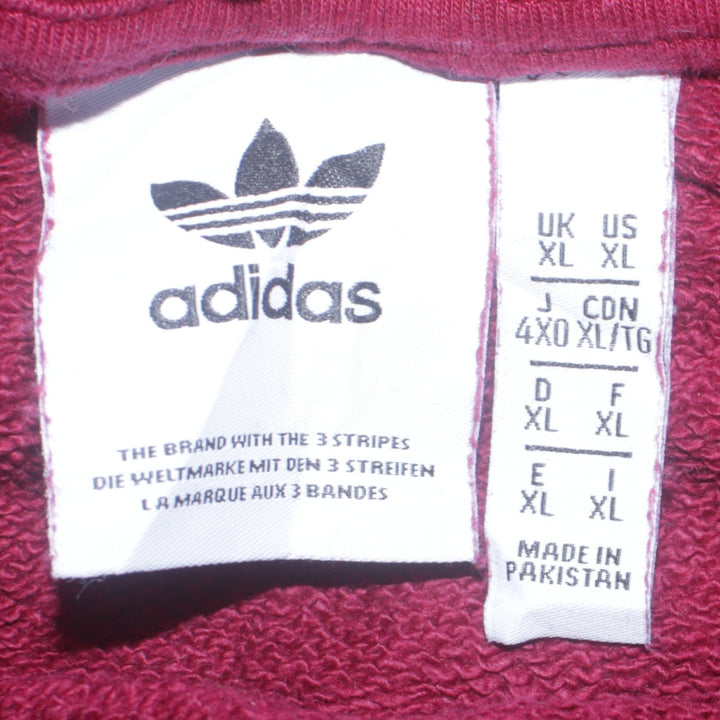 adidas
THE BRAND WITH THE 3 STRIPES
DIE WELTMARKE MIT DEN 3 STREIFEN
LA MARQUE AUX 3 BANDES
UK US
XL XL
J CDN
4XO XL/TG
D F
XL XL
E I
XL XL
MADE IN
PAKISTAN